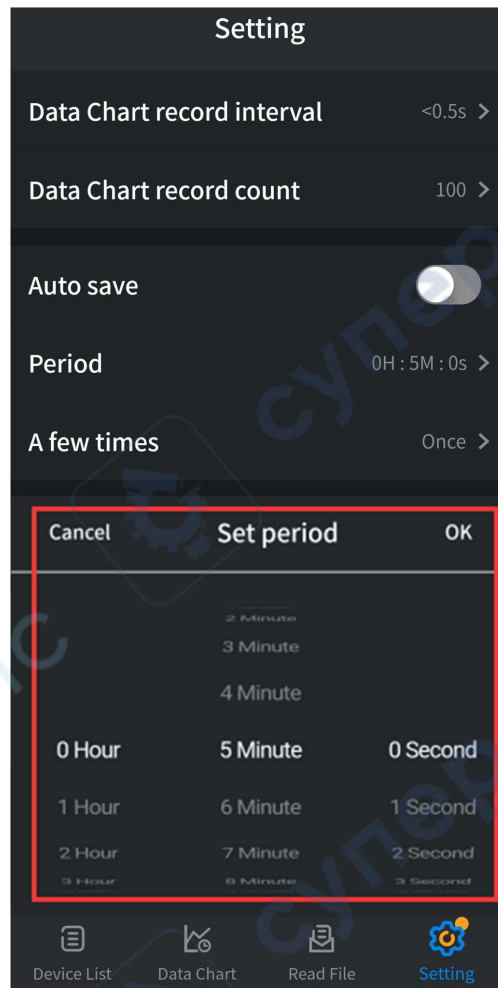 Setting
Data Chart record interval <0.5s >
Data Chart record count 100 >
Auto save
Period 0H : 5M : 0s >
A few times Once >
Cancel Set period OK
2 Minute
3 Minute
4 Minute
0 Hour 5 Minute 0 Second
1 Hour 6 Minute 1 Second
2 Hour 7 Minute 2 Second
3 Hour 8 Minute 3 Second
Device List Data Chart Read File Setting